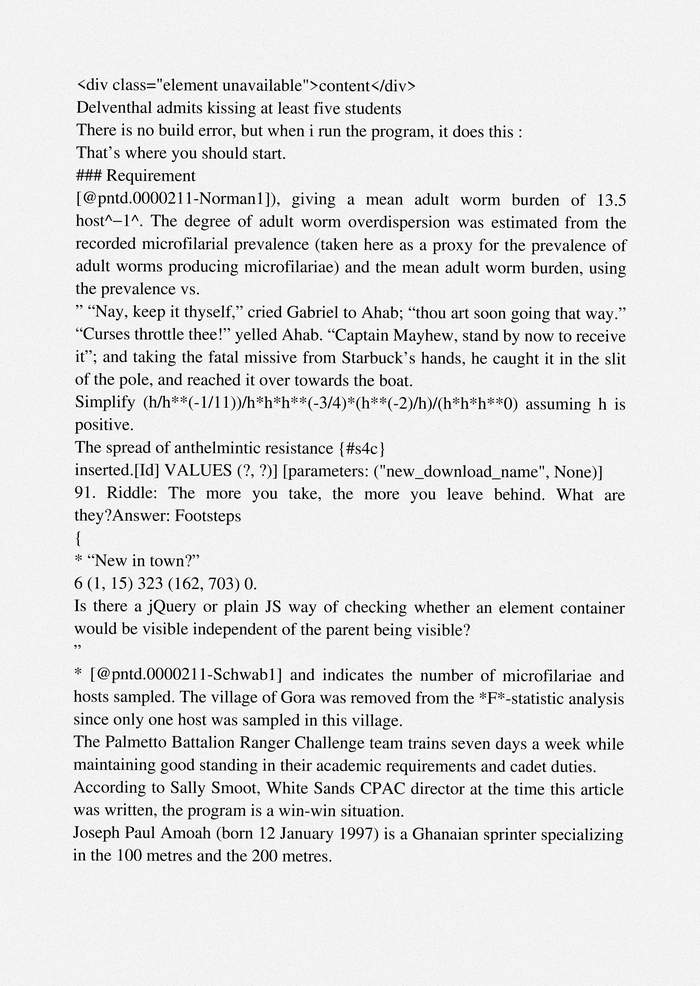 <div class="element unavailable">content</div>
Delventhal admits kissing at least five students
There is no build error, but when i run the program, it does this :
That’s where you should start.
### Requirement
[@pntd.0000211-Norman1]), giving a mean adult worm burden of 13.5
host^−1^. The degree of adult worm overdispersion was estimated from the
recorded microfilarial prevalence (taken here as a proxy for the prevalence of
adult worms producing microfilariae) and the mean adult worm burden, using
the prevalence vs.
” “Nay, keep it thyself,” cried Gabriel to Ahab; “thou art soon going that way.”
“Curses throttle thee!” yelled Ahab. “Captain Mayhew, stand by now to receive
it”; and taking the fatal missive from Starbuck’s hands, he caught it in the slit
of the pole, and reached it over towards the boat.
Simplify (h/h**(-1/11))/h*h*h**(-3/4)*(h**(-2)/h)/(h*h*h**0) assuming h is
positive.
The spread of anthelmintic resistance {#s4c}
inserted.[Id] VALUES (?, ?)] [parameters: ("new_download_name", None)]
91. Riddle: The more you take, the more you leave behind. What are
they?Answer: Footsteps
{
* “New in town?”
6 (1, 15) 323 (162, 703) 0.
Is there a jQuery or plain JS way of checking whether an element container
would be visible independent of the parent being visible?
”
* [@pntd.0000211-Schwab1] and indicates the number of microfilariae and
hosts sampled. The village of Gora was removed from the *F*-statistic analysis
since only one host was sampled in this village.
The Palmetto Battalion Ranger Challenge team trains seven days a week while
maintaining good standing in their academic requirements and cadet duties.
According to Sally Smoot, White Sands CPAC director at the time this article
was written, the program is a win-win situation.
Joseph Paul Amoah (born 12 January 1997) is a Ghanaian sprinter specializing
in the 100 metres and the 200 metres.